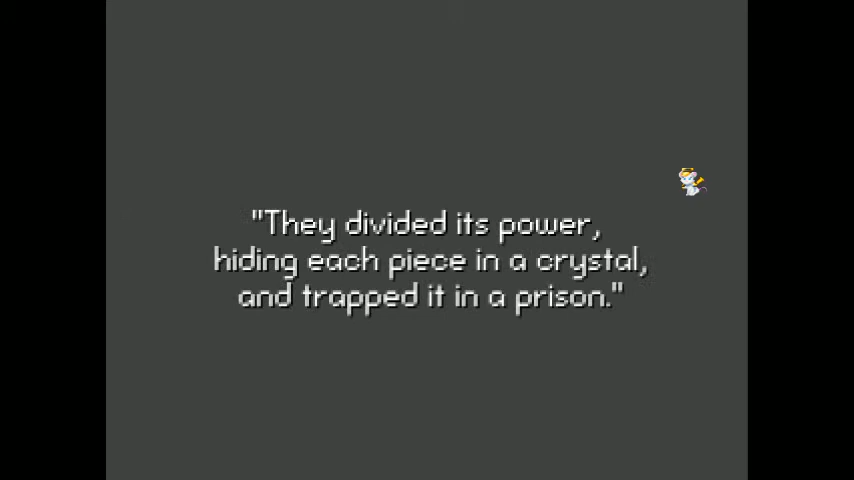 "They divided its power,
hiding each piece in a crystal,
and trapped it in a prison."